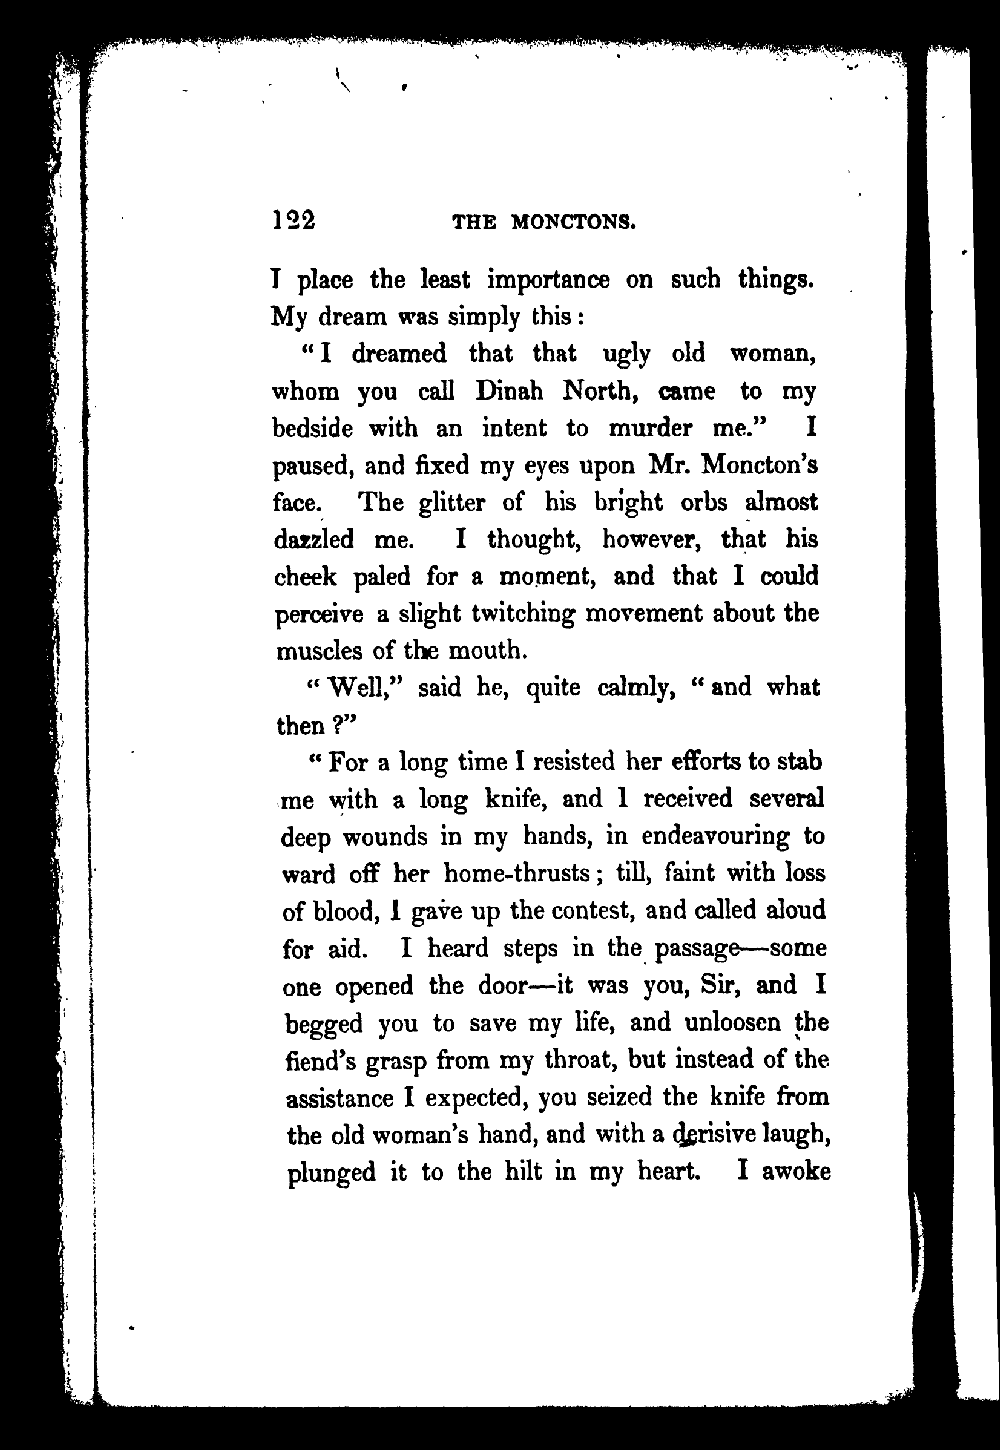 122 THE MONCTONS.
I place the least importance on such things.
My dream was simply this :
“ I dreamed that that ugly old woman,
whom you call Dinah North, came to my
bedside with an intent to murder me.” I
paused, and fixed my eyes upon Mr. Moncton’s
face. The glitter of his bright orbs almost
dazzled me. I thought, however, that his
cheek paled for a moment, and that I could
perceive a slight twitching movement about the
muscles of the mouth.
“ Well,” said he, quite calmly, “ and what
then ?”
“ For a long time I resisted her efforts to stab
me with a long knife, and I received several
deep wounds in my hands, in endeavouring to
ward off her home-thrusts ; till, faint with loss
of blood, I gave up the contest, and called aloud
for aid. I heard steps in the passage—some
one opened the door—it was you, Sir, and I
begged you to save my life, and unloosen the
fiend’s grasp from my throat, but instead of the
assistance I expected, you seized the knife from
the old woman’s hand, and with a derisive laugh,
plunged it to the hilt in my heart. I awoke